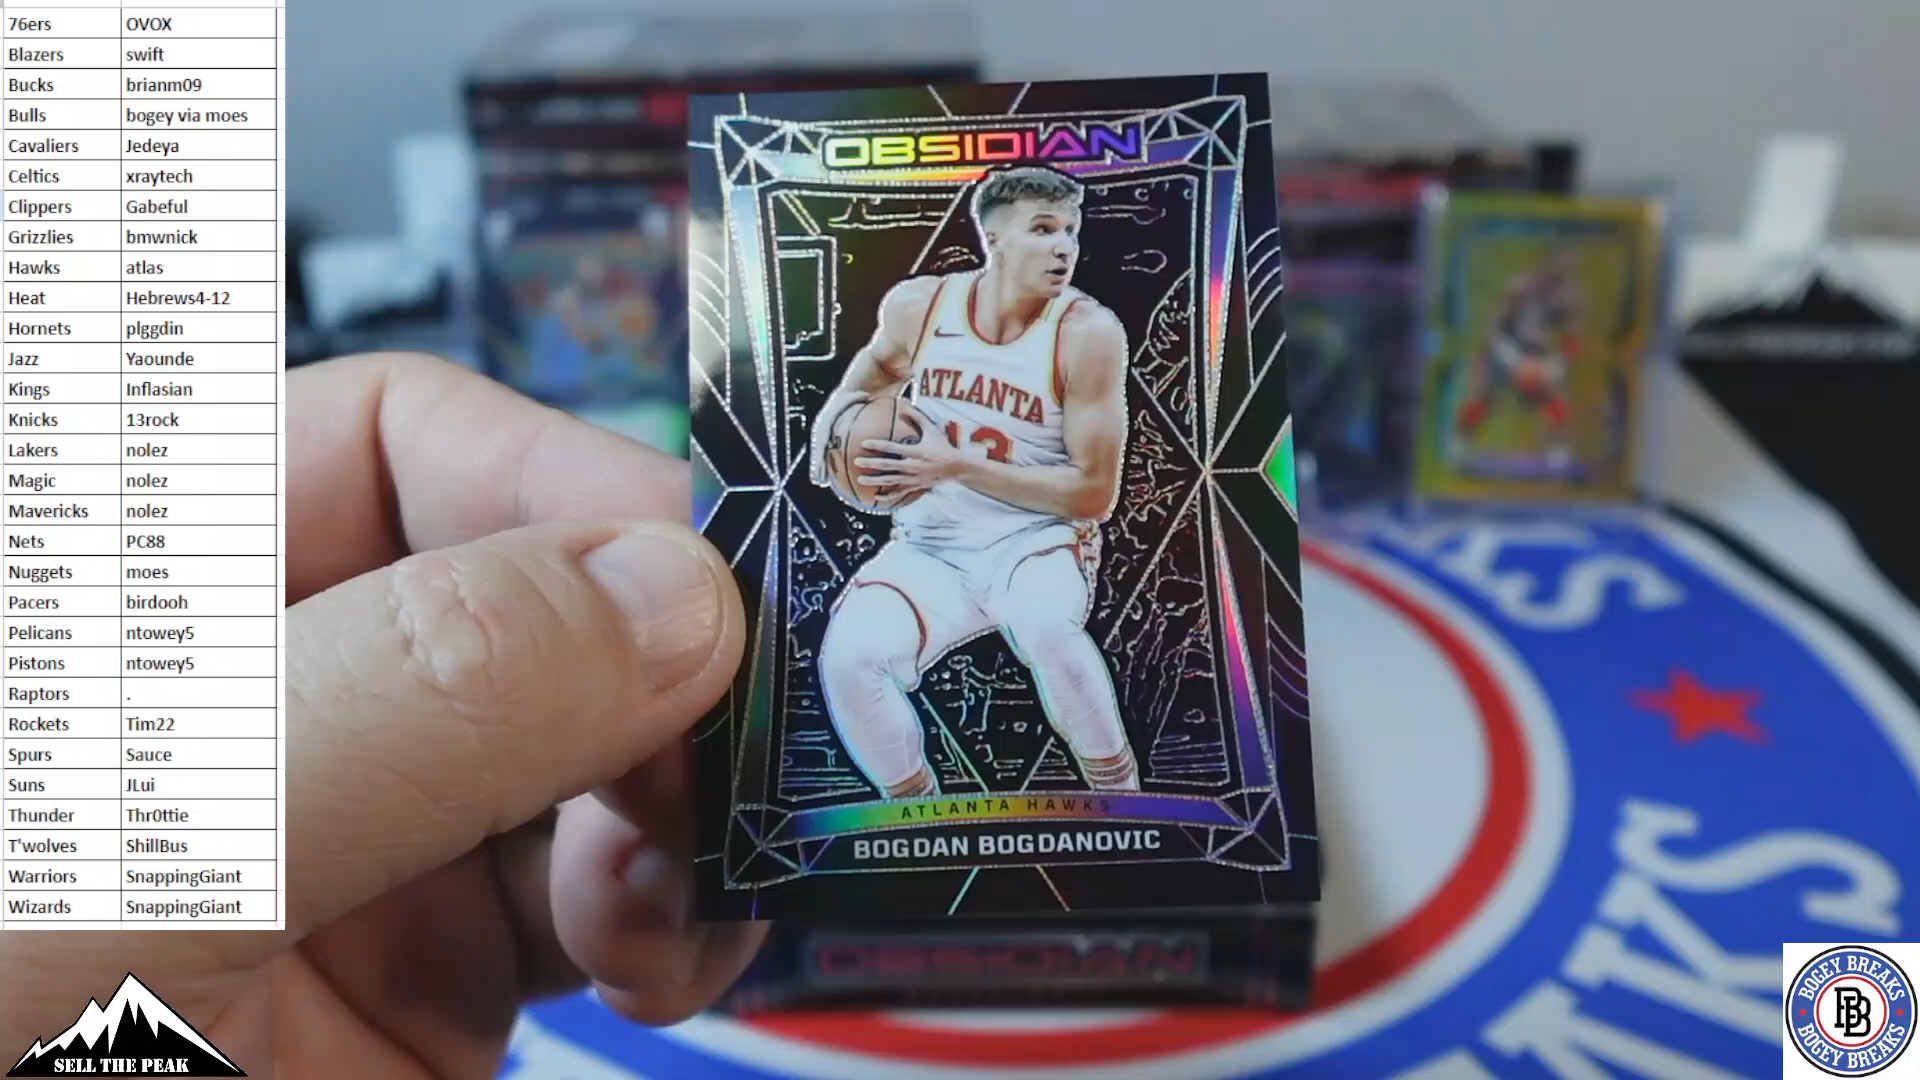 76ers OVOX
Blazers swift
Bucks brianm09
Bulls bogey via moes
Cavaliers Jedeya
Celtics xraytech
Clippers Gabeful
Grizzlies bmwnick
Hawks atlas
Heat Hebrews4-12
Hornets plggdin
Jazz Yaounde
Kings Inflasian
Knicks 13rock
Lakers nolez
Magic nolez
Mavericks nolez
Nets PC88
Nuggets moes
Pacers birdooh
Pelicans ntowey5
Pistons ntowey5
Raptors .
Rockets Tim22
Spurs Sauce
Suns JLui
Thunder Thr0ttie
T'wolves ShillBus
Warriors SnappingGiant
Wizards SnappingGiant
SELL THE PEAK
OBSIDIAN
ATLANTA
13
ATLANTA HAWKS
BOGDAN BOGDANOVIC
OBSIDIAN
BOGEY BREAKS
BB
BOGEY BREAKS